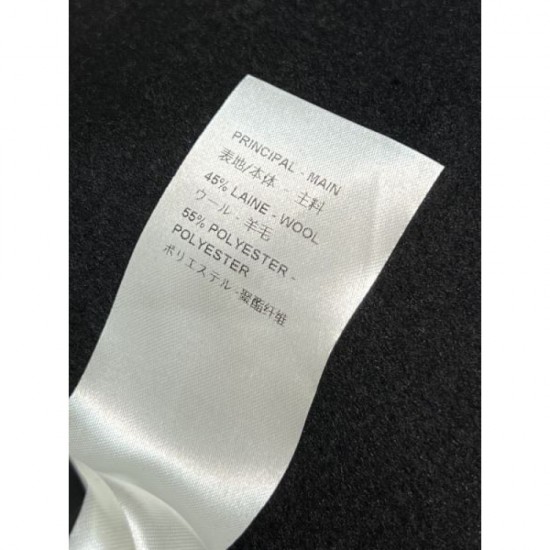 PRINCIPAL - MAIN
表地/本体 - 主料
45% LAINE - WOOL
ウール - 羊毛
55% POLYESTER -
POLYESTER
ポリエステル - 聚酯纤维